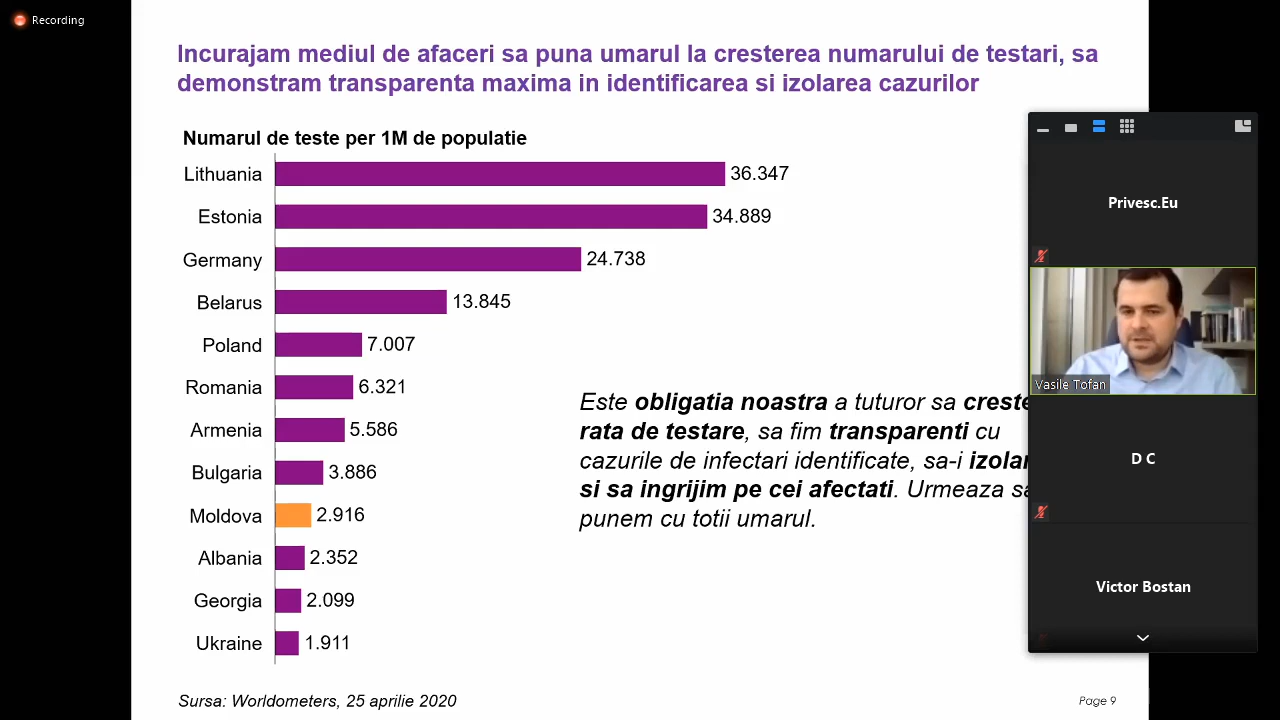 Recording
Incurajam mediul de afaceri sa puna umarul la cresterea numarului de testari, sa
demonstram transparenta maxima in identificarea si izolarea cazurilor
Numarul de teste per 1M de populatie
Lithuania 36.347
Estonia 34.889
Germany 24.738
Belarus 13.845
Poland 7.007
Romania 6.321
Armenia 5.586
Bulgaria 3.886
Moldova 2.916
Albania 2.352
Georgia 2.099
Ukraine 1.911
Este obligatia noastra a tuturor sa creste
rata de testare, sa fim transparenti cu
cazurile de infectari identificate, sa-i izolar
si sa ingrijim pe cei afectati. Urmeaza sa
punem cu totii umarul.
Sursa: Worldometers, 25 aprilie 2020
Page 9
Privesc.Eu
Vasile Tofan
D C
Victor Bostan